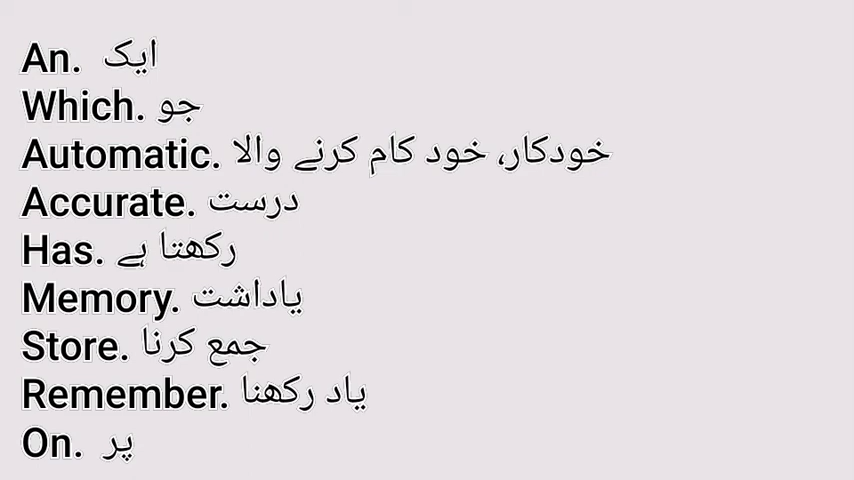 An. ایک
Which. جو
Automatic. خودکار، خود کام کرنے والا
Accurate. درست
Has. رکھتا ہے
Memory. یاداشت
Store. جمع کرنا
Remember. یاد رکھنا
On. پر